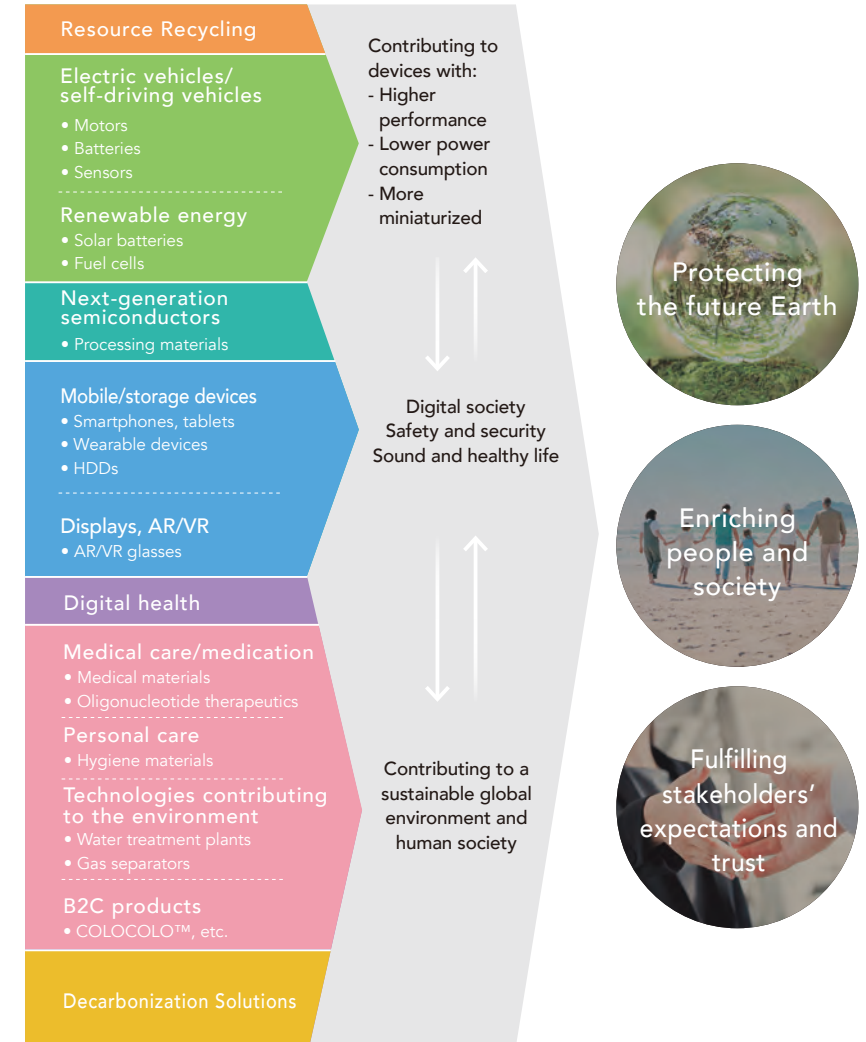 Resource Recycling
Electric vehicles/
self-driving vehicles
• Motors
• Batteries
• Sensors
Renewable energy
• Solar batteries
• Fuel cells
Next-generation
semiconductors
• Processing materials
Mobile/storage devices
• Smartphones, tablets
• Wearable devices
• HDDs
Displays, AR/VR
• AR/VR glasses
Digital health
Medical care/medication
• Medical materials
• Oligonucleotide therapeutics
Personal care
• Hygiene materials
Technologies contributing
to the environment
• Water treatment plants
• Gas separators
B2C products
• COLOCOLO™, etc.
Decarbonization Solutions
Contributing to
devices with:
- Higher
performance
- Lower power
consumption
- More
miniaturized
Digital society
Safety and security
Sound and healthy life
Contributing to a
sustainable global
environment and
human society
Protecting
the future Earth
Enriching
people and
society
Fulfilling
stakeholders’
expectations and
trust